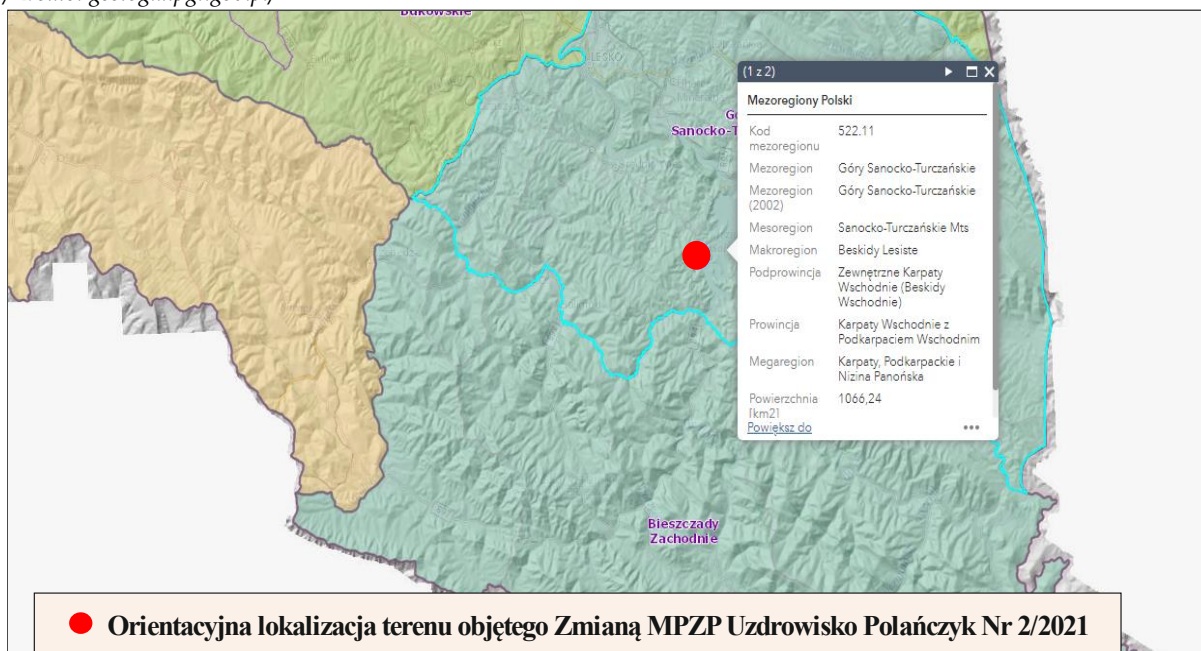 Bukowskie
LESKO
(1 z 2)
Mezoregiony Polski
Sanocko-T
Kod mezoregionu 522.11
Mezoregion Góry Sanocko-Turczańskie
Mezoregion (2002) Góry Sanocko-Turczańskie
Mesoregion Sanocko-Turczańskie Mts
Makroregion Beskidy Lesiste
Podprowincja Zewnętrzne Karpaty Wschodnie (Beskidy Wschodnie)
Prowincja Karpaty Wschodnie z Podkarpaciem Wschodnim
Megaregion Karpaty, Podkarpackie i Nizina Panońska
Powierzchnia [km2] 1066,24
Powiększ do
Bieszczady
Zachodnie
Orientacyjna lokalizacja terenu objętego Zmianą MPZP Uzdrowisko Polańczyk Nr 2/2021